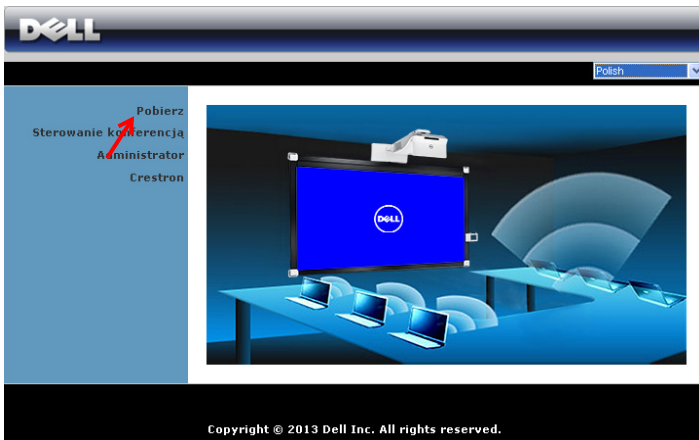 DELL
Polish
Pobierz
Sterowanie konferencją
Administrator
Crestron
DELL
Copyright © 2013 Dell Inc. All rights reserved.